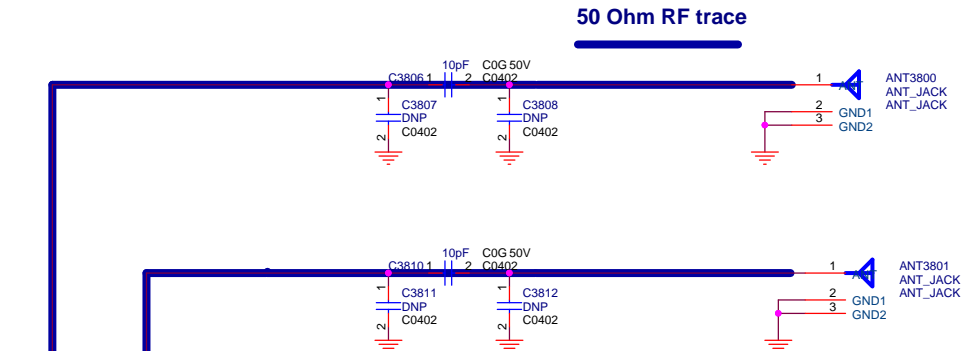 50 Ohm RF trace
10pF C0G 50V
C3806 1 2 C0402
1 ANT3800
ANT_JACK
ANT_JACK
1 C3807 1 C3808
DNP DNP
2 C0402 2 C0402
2 GND1
3 GND2
10pF C0G 50V
C3810 1 2 C0402
1 ANT3801
ANT_JACK
ANT_JACK
1 C3811 1 C3812
DNP DNP
2 C0402 2 C0402
2 GND1
3 GND2